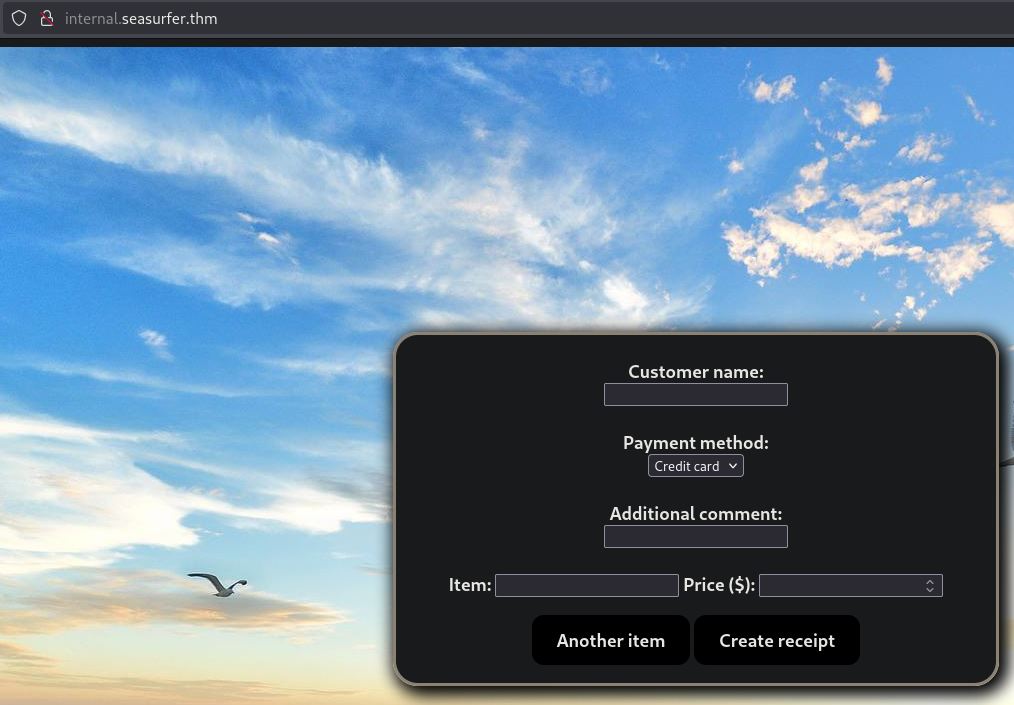 internal.seasurfer.thm
Customer name:
Payment method:
Credit card
Additional comment:
Item: Price ($):
Another item Create receipt